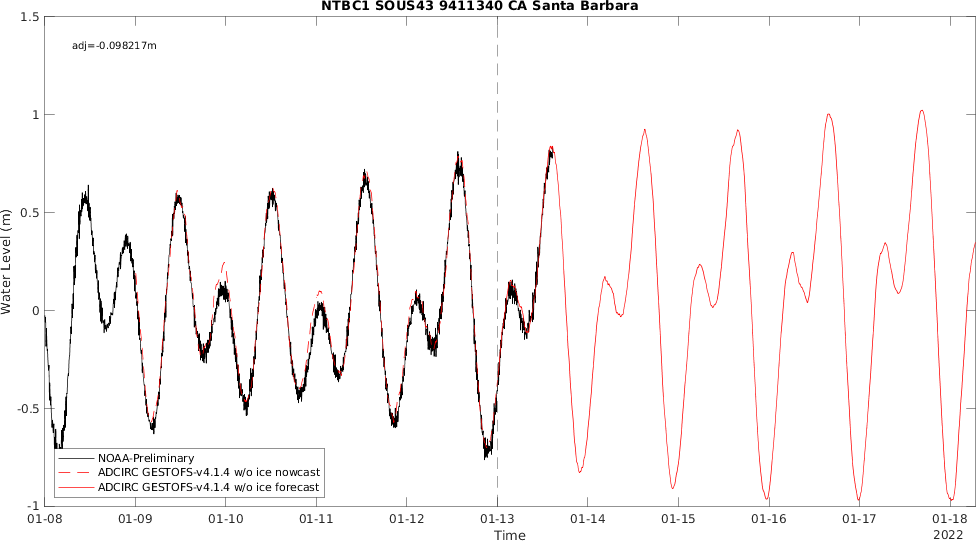 NTBC1 SOUS43 9411340 CA Santa Barbara
adj=-0.098217m
1.5
1
0.5
0
-0.5
-1
Water Level (m)
NOAA-Preliminary
ADCIRC GESTOFS-v4.1.4 w/o ice nowcast
ADCIRC GESTOFS-v4.1.4 w/o ice forecast
01-08 01-09 01-10 01-11 01-12 01-13 01-14 01-15 01-16 01-17 01-18
Time
2022